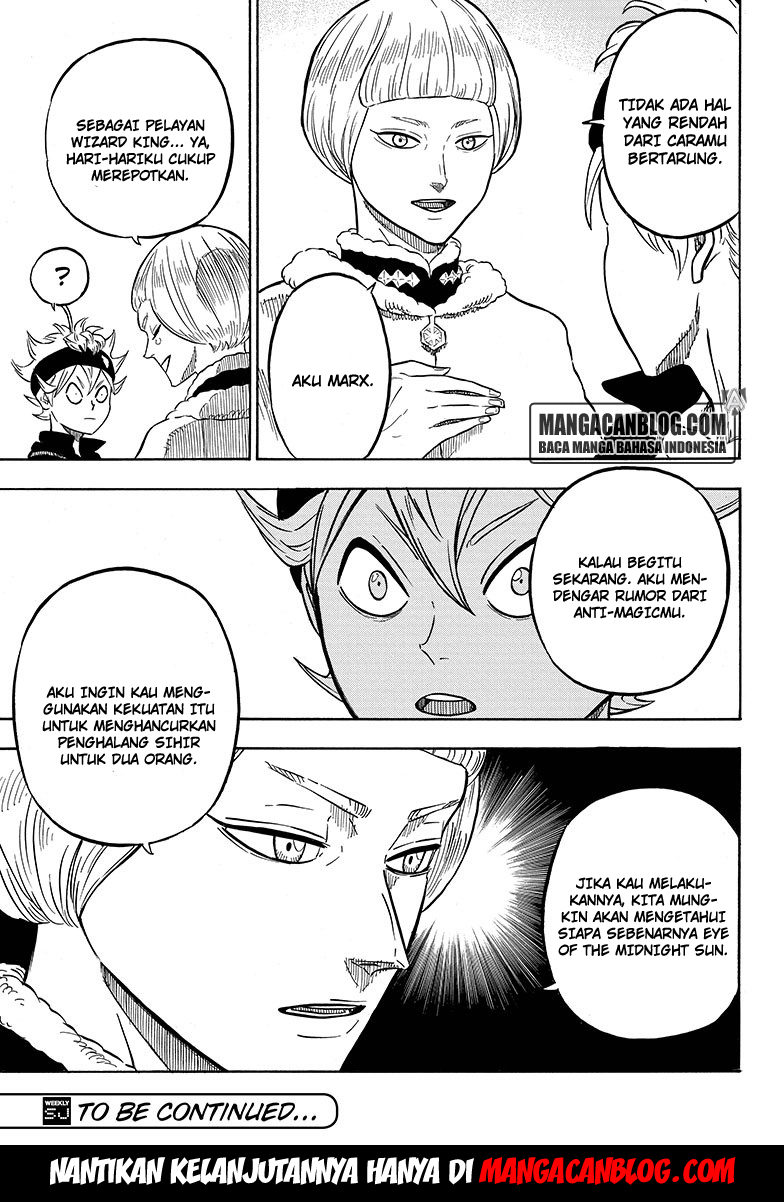 TIDAK ADA HAL
YANG RENDAH
DARI CARAMU
BERTARUNG.
AKU MARX.
SEBAGAI PELAYAN
WIZARD KING... YA,
HARI-HARIKU CUKUP
MEREPOTKAN.
?
MANGACANBLOG.COM
BACA MANGA BAHASA INDONESIA
KALAU BEGITU
SEKARANG. AKU MEN-
DENGAR RUMOR DARI
ANTI-MAGICMU.
AKU INGIN KAU MENG-
GUNAKAN KEKUATAN ITU
UNTUK MENGHANCURKAN
PENGHALANG SIHIR
UNTUK DUA ORANG.
JIKA KAU MELAKU-
KANNYA, KITA MUNG-
KIN AKAN MENGETAHUI
SIAPA SEBENARNYA EYE
OF THE MIDNIGHT SUN.
WEEKLY
SJ TO BE CONTINUED...
NANTIKAN KELANJUTANNYA HANYA DI MANGACANBLOG.COM